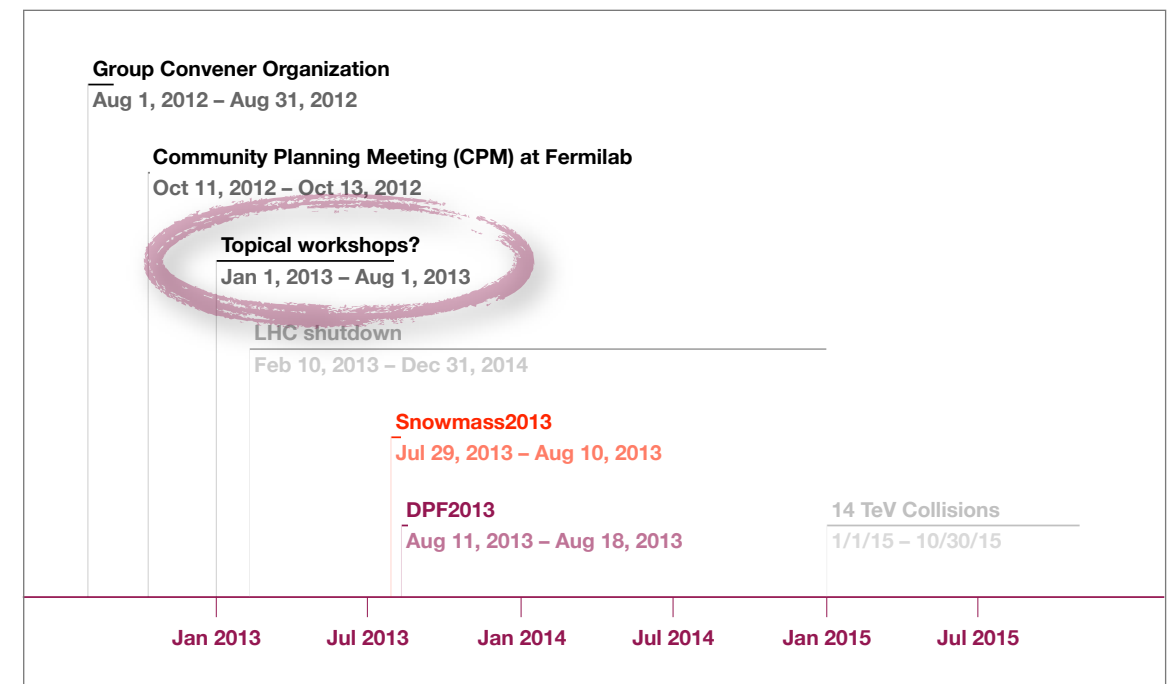 Group Convener Organization
Aug 1, 2012 – Aug 31, 2012
Community Planning Meeting (CPM) at Fermilab
Oct 11, 2012 – Oct 13, 2012
Topical workshops?
Jan 1, 2013 – Aug 1, 2013
LHC shutdown
Feb 10, 2013 – Dec 31, 2014
Snowmass2013
Jul 29, 2013 – Aug 10, 2013
DPF2013
Aug 11, 2013 – Aug 18, 2013
14 TeV Collisions
1/1/15 – 10/30/15
Jan 2013 Jul 2013 Jan 2014 Jul 2014 Jan 2015 Jul 2015